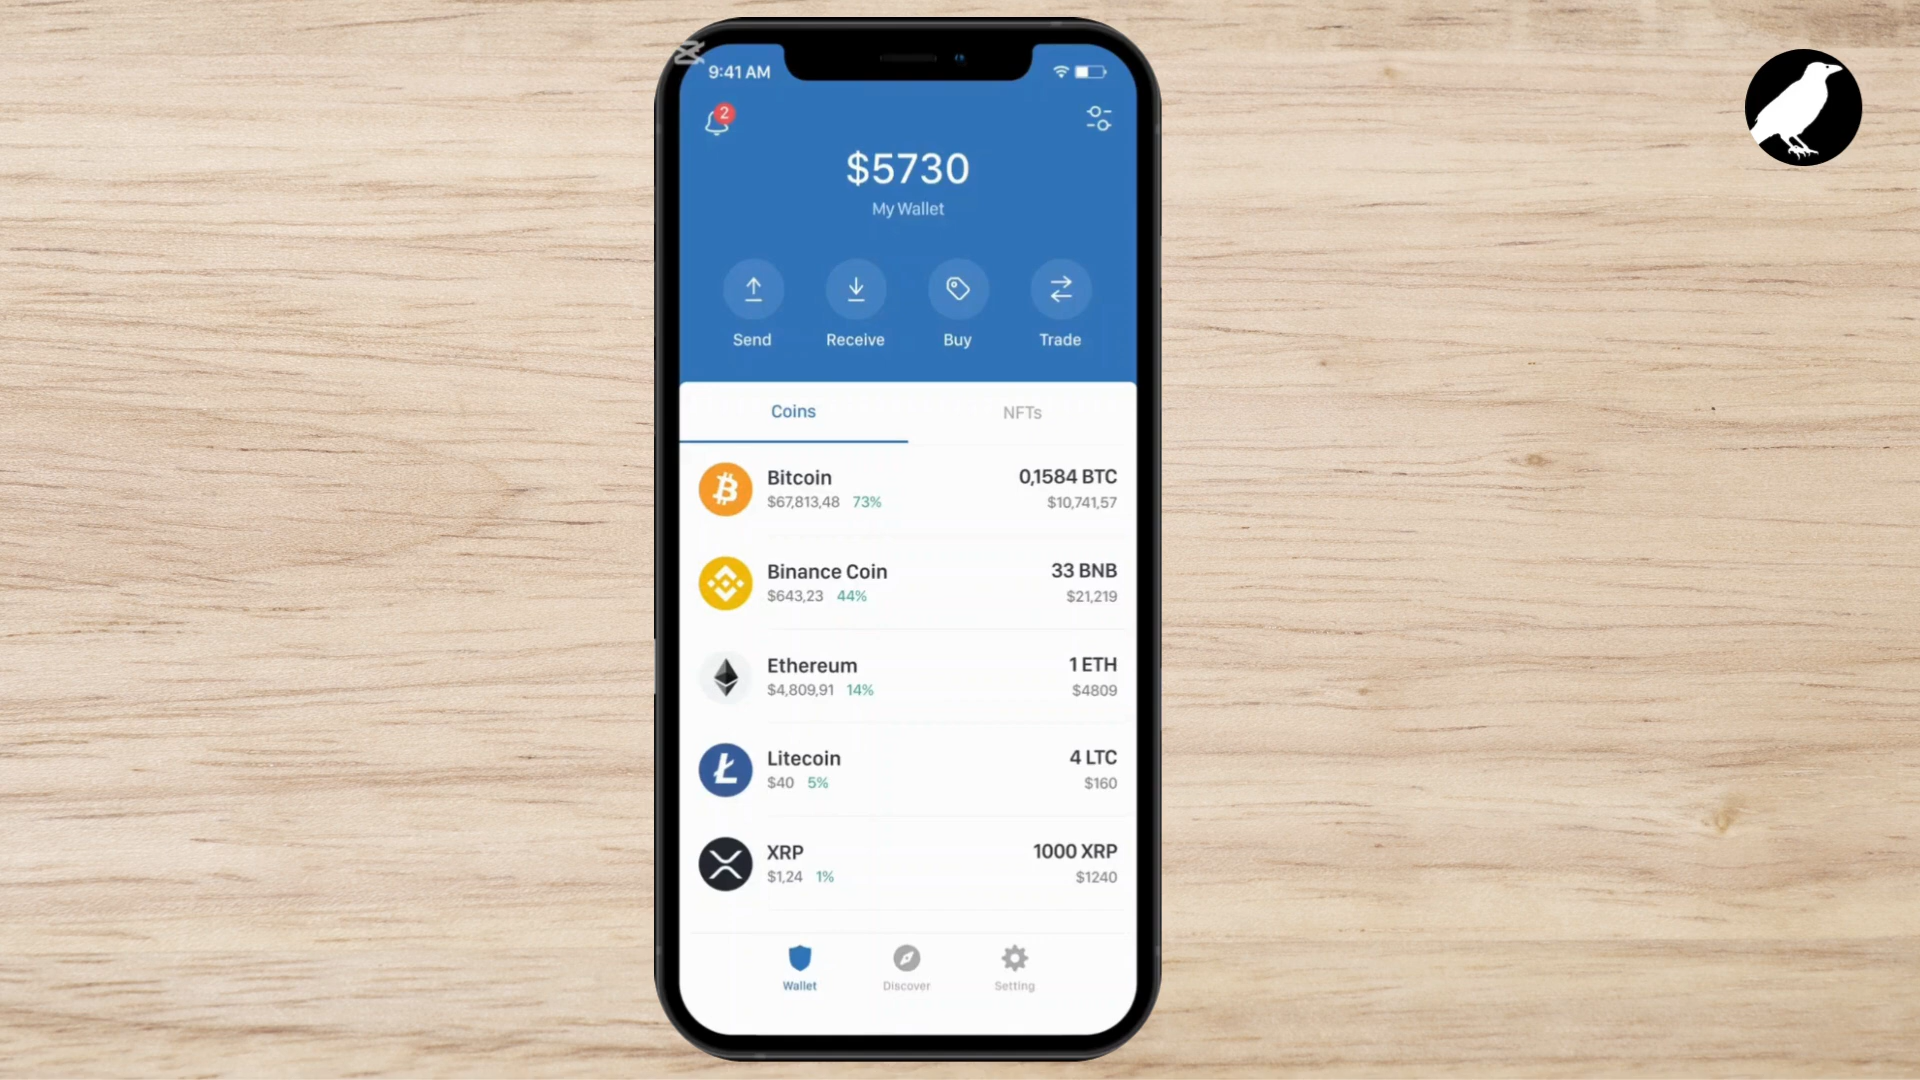 9:41 AM
2
$5730
My Wallet
Send Receive Buy Trade
Coins NFTs
Bitcoin 0,1584 BTC
$67,813,48 73% $10,741,57
Binance Coin 33 BNB
$643,23 44% $21,219
Ethereum 1 ETH
$4,809,91 14% $4809
Litecoin 4 LTC
$40 5% $160
XRP 1000 XRP
$1,24 1% $1240
Wallet Discover Setting